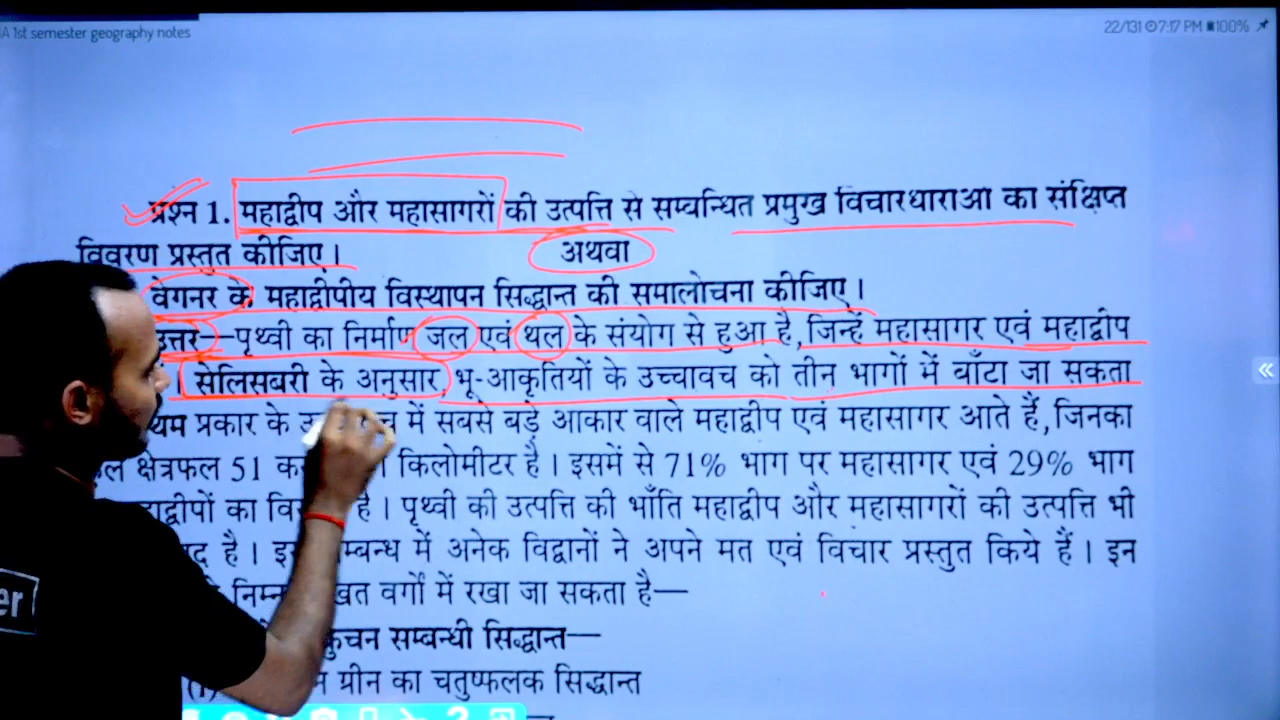 A 1st semester geography notes
22/131 7:17 PM 100%
प्रश्न 1. महाद्वीप और महासागरों की उत्पत्ति से सम्बन्धित प्रमुख विचारधाराओ का संक्षिप्त
विवरण प्रस्तुत कीजिए।
अथवा
वेगनर के महाद्वीपीय विस्थापन सिद्धान्त की समालोचना कीजिए।
उत्तर—पृथ्वी का निर्माण जल एवं थल के संयोग से हुआ है, जिन्हें महासागर एवं महाद्वीप
। सेलिसबरी के अनुसार, भू-आकृतियों के उच्चावच को तीन भागों में बाँटा जा सकता
प्रकार के में सबसे बड़े आकार वाले महाद्वीप एवं महासागर आते हैं, जिनका
क्षेत्रफल 51 किलोमीटर है। इसमें से 71% भाग पर महासागर एवं 29% भाग
का है। पृथ्वी की उत्पत्ति की भाँति महाद्वीप और महासागरों की उत्पत्ति भी
है। में अनेक विद्वानों ने अपने मत एवं विचार प्रस्तुत किये हैं। इन
वर्गों में रखा जा सकता है—
सम्बन्धी सिद्धान्त—
ग्रीन का चतुष्फलक सिद्धान्त
er